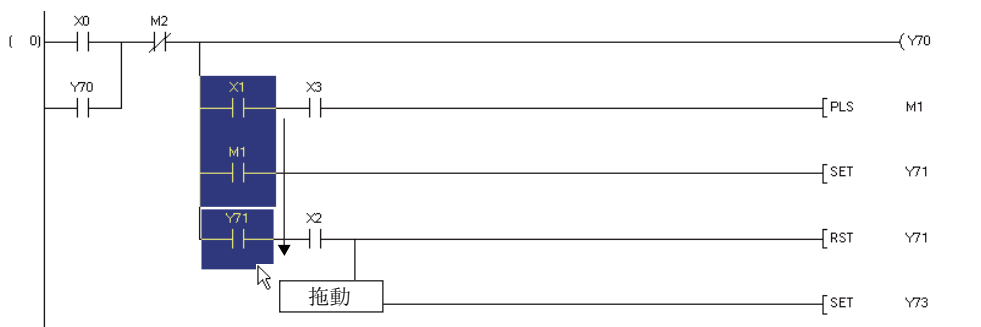 X0 M2
( 0) Y70
Y70
X1 X3
PLS M1
M1
SET Y71
Y71 X2
RST Y71
拖動
SET Y73